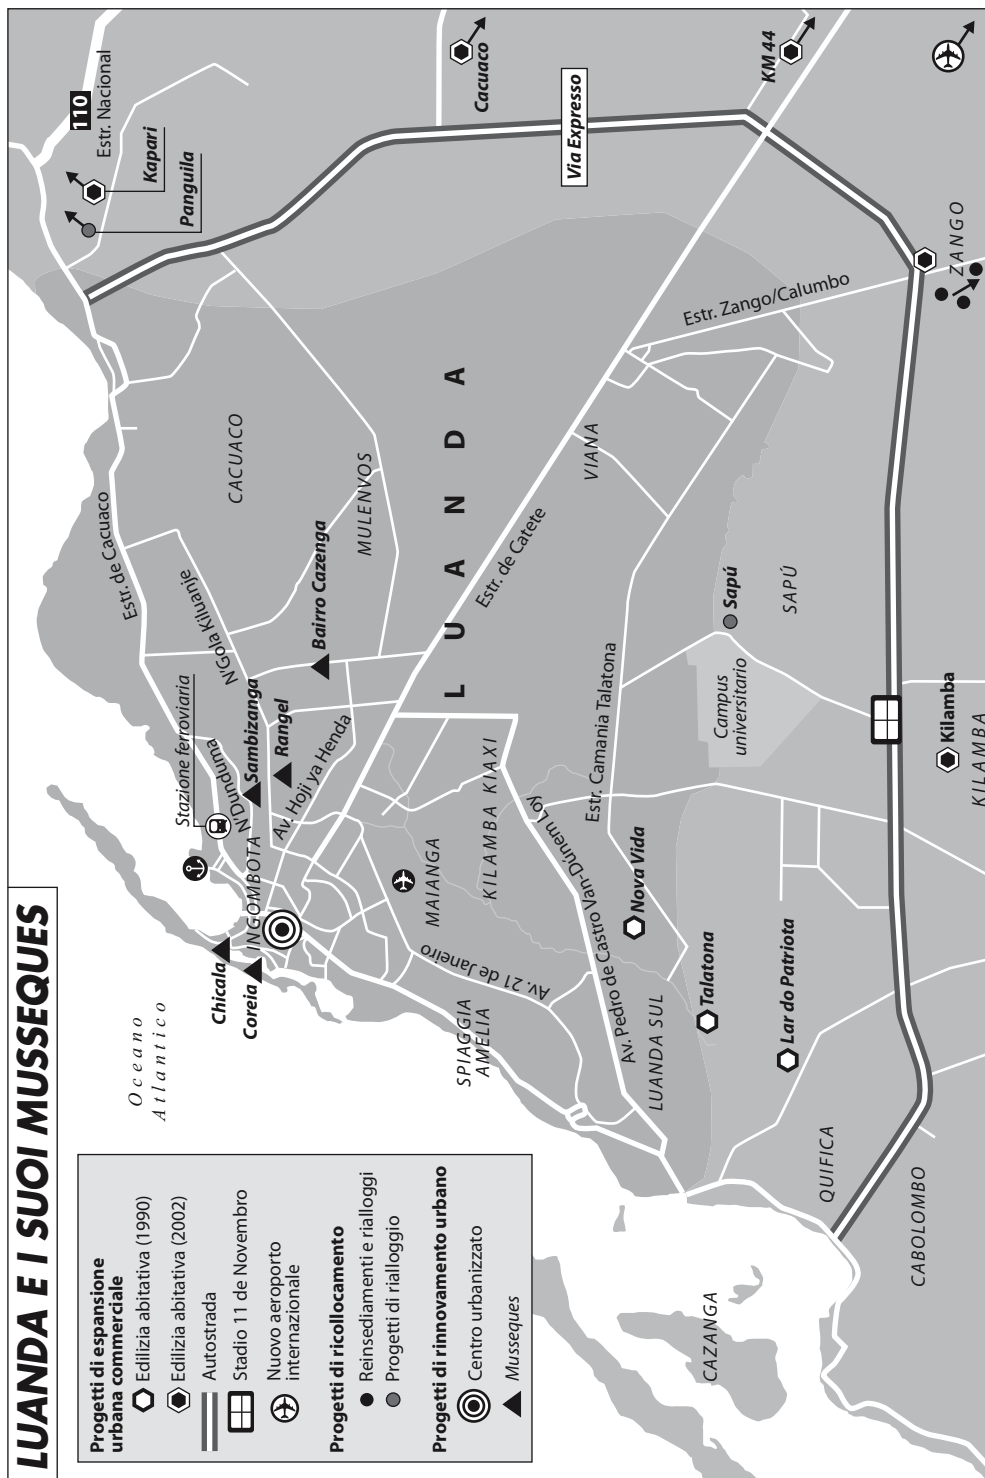 LUANDA E I SUOI MUSSEQUES
Progetti di espansione
urbana commerciale
Edilizia abitativa (1990)
Edilizia abitativa (2002)
Autostrada
Stadio 11 de Novembro
Nuovo aeroporto
internazionale
Progetti di ricollocamento
Reinsediamenti e rialloggi
Progetti di rialloggio
Progetti di rinnovamento urbano
Centro urbanizzato
Musseques
Oceano
Atlantico
Chicala
Coreia
INGOMBOTA
Stazione ferroviaria
N'Dunduma
Sambizanga
Rangel
Av. Hoji ya Henda
N'Gola Kiluanje
Estr. de Cacuaco
Bairro Cazenga
CACUACO
MULENVOS
110
Estr. Nacional
Kapari
Panguila
Cacuaco
Via Expresso
KM 44
LUANDA
Estr. de Catete
MAIANGA
KILAMBA KIAXI
Av. 21 de Janeiro
SPIAGGIA
AMELIA
Av. Pedro de Castro Van-Dúnem Loy
Estr. Camania Talatona
VIANA
Estr. Zango/Calumbo
ZANGO
LUANDA SUL
Nova Vida
Talatona
Lar do Patriota
Campus
universitario
Sapú
SAPÚ
Kilamba
KILAMBA
QUIFICA
CABOLOMBO
CAZANGA